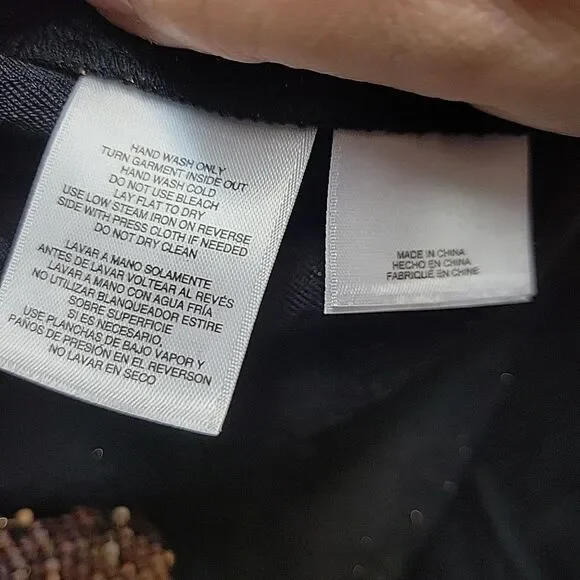 HAND WASH ONLY
TURN GARMENT INSIDE OUT
HAND WASH COLD
DO NOT USE BLEACH
LAY FLAT TO DRY
USE LOW STEAM IRON ON REVERSE
SIDE WITH PRESS CLOTH IF NEEDED
DO NOT DRY CLEAN
LAVAR A MANO SOLAMENTE
ANTES DE LAVAR VOLTEAR AL REVÉS
LAVAR A MANO CON AGUA FRÍA
NO UTILIZAR BLANQUEADOR ESTIRE
SOBRE SUPERFICIE
SI ES NECESARIO,
USE PLANCHAS DE BAJO VAPOR Y
PAÑOS DE PRESIÓN EN EL REVERSON
NO LAVAR EN SECO
MADE IN CHINA
HECHO EN CHINA
FABRIQUÉ EN CHINE